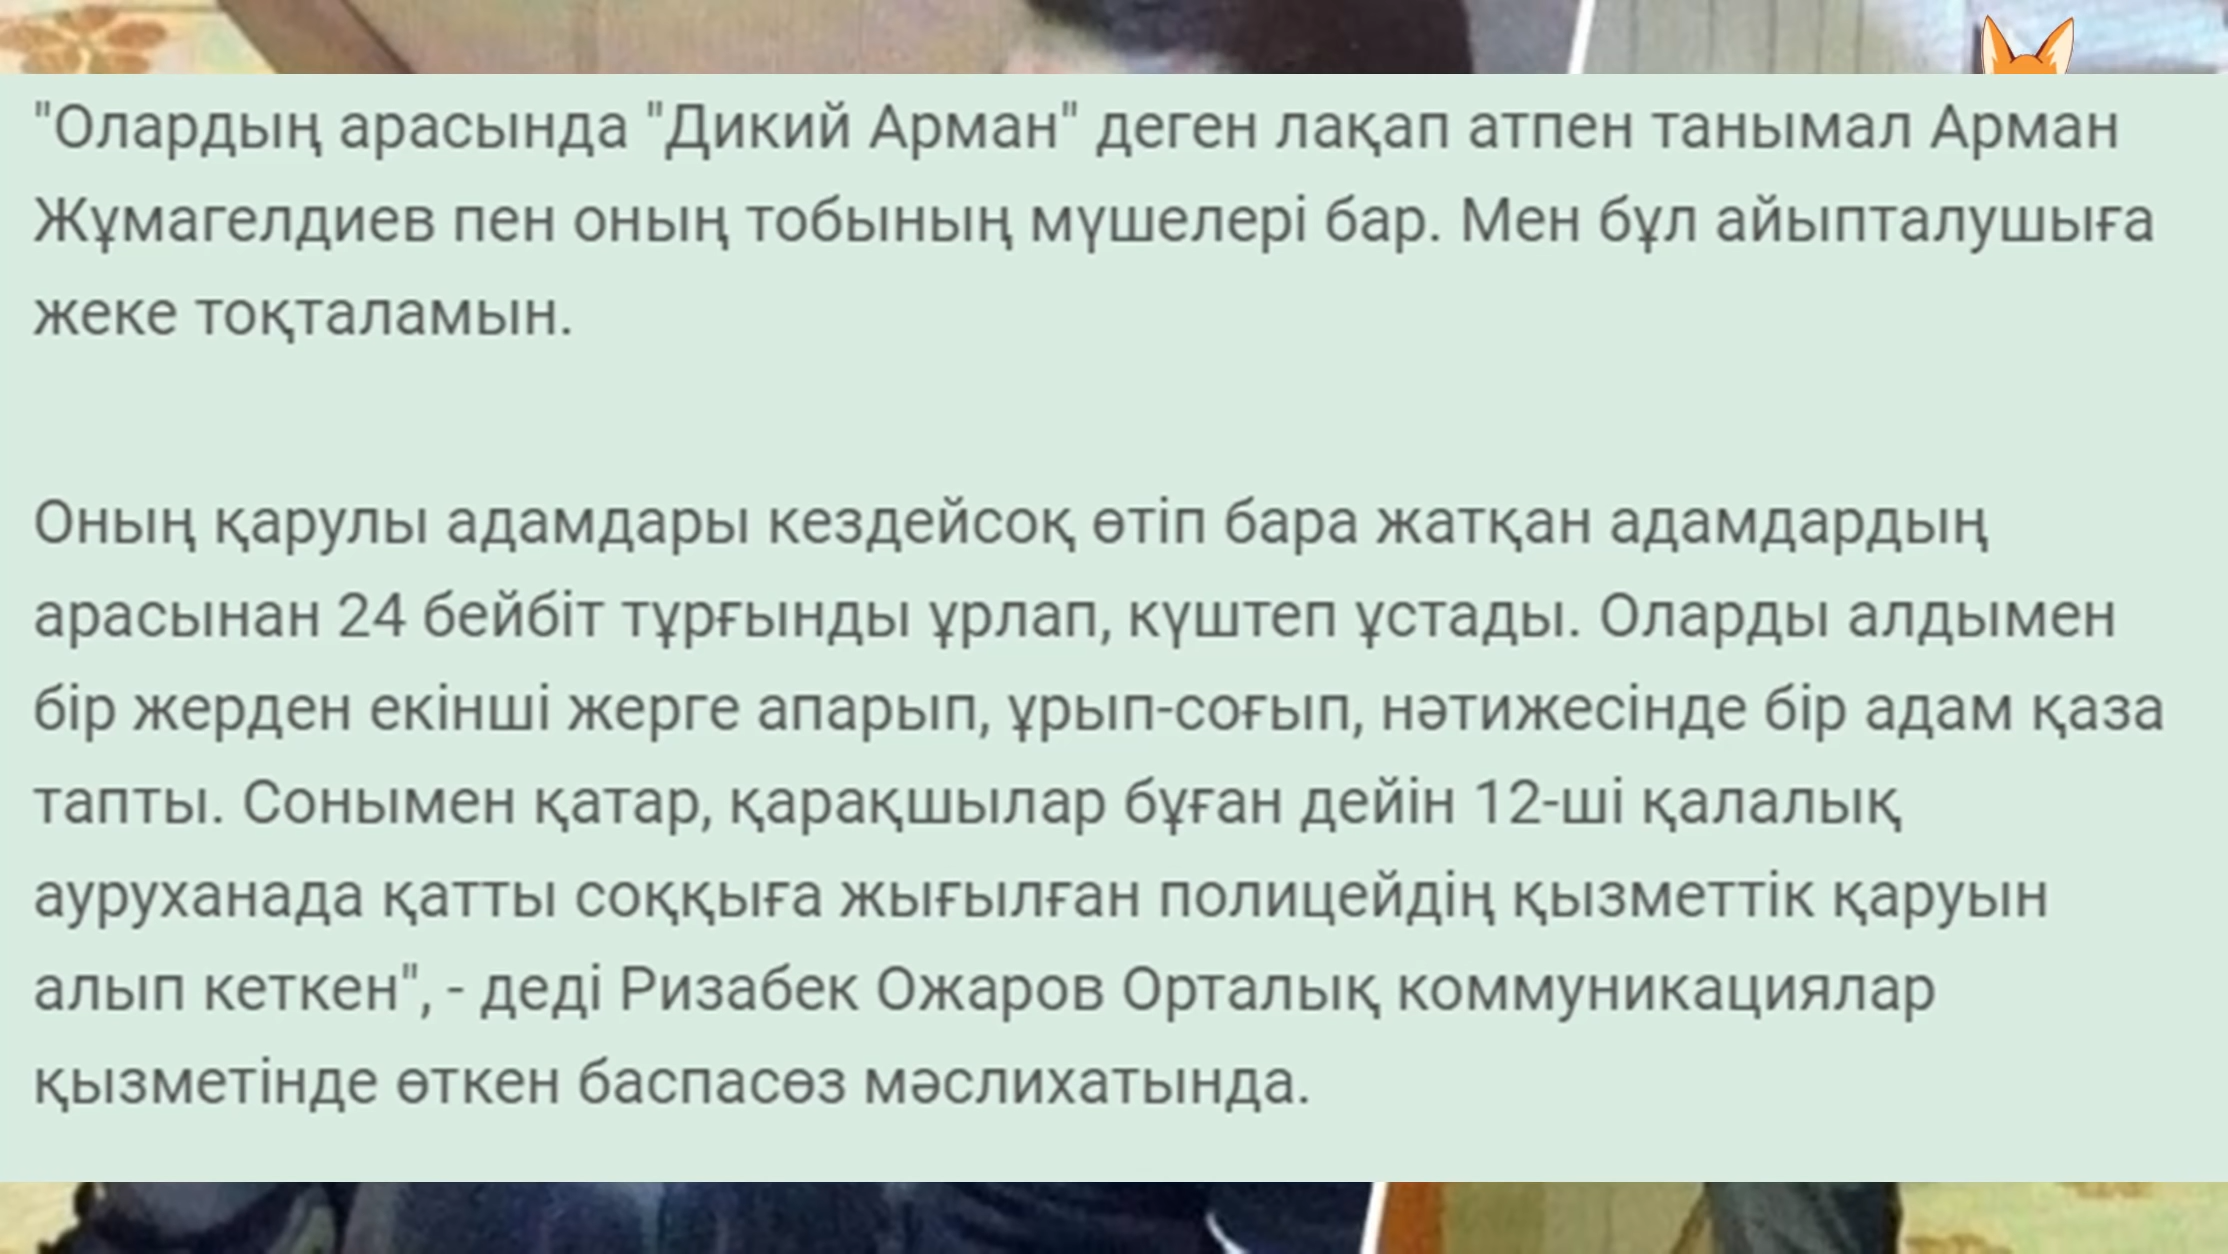 "Олардың арасында "Дикий Арман" деген лақап атпен танымал Арман
Жұмагелдиев пен оның тобының мүшелері бар. Мен бұл айыпталушыға
жеке тоқталамын.
Оның қарулы адамдары кездейсоқ өтіп бара жатқан адамдардың
арасынан 24 бейбіт тұрғынды ұрлап, күштеп ұстады. Оларды алдымен
бір жерден екінші жерге апарып, ұрып-соғып, нәтижесінде бір адам қаза
тапты. Сонымен қатар, қарақшылар бұған дейін 12-ші қалалық
ауруханада қатты соққыға жығылған полицейдің қызметтік қаруын
алып кеткен", - деді Ризабек Ожаров Орталық коммуникациялар
қызметінде өткен баспасөз мәслихатында.